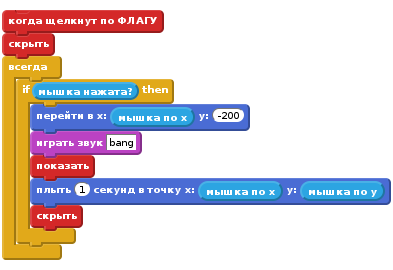 когда щелкнут по ФЛАГУ
скрыть
всегда
if мышка нажата? then
перейти в x: мышка по x y: -200
играть звук bang
показать
плыть 1 секунд в точку x: мышка по x y: мышка по y
скрыть